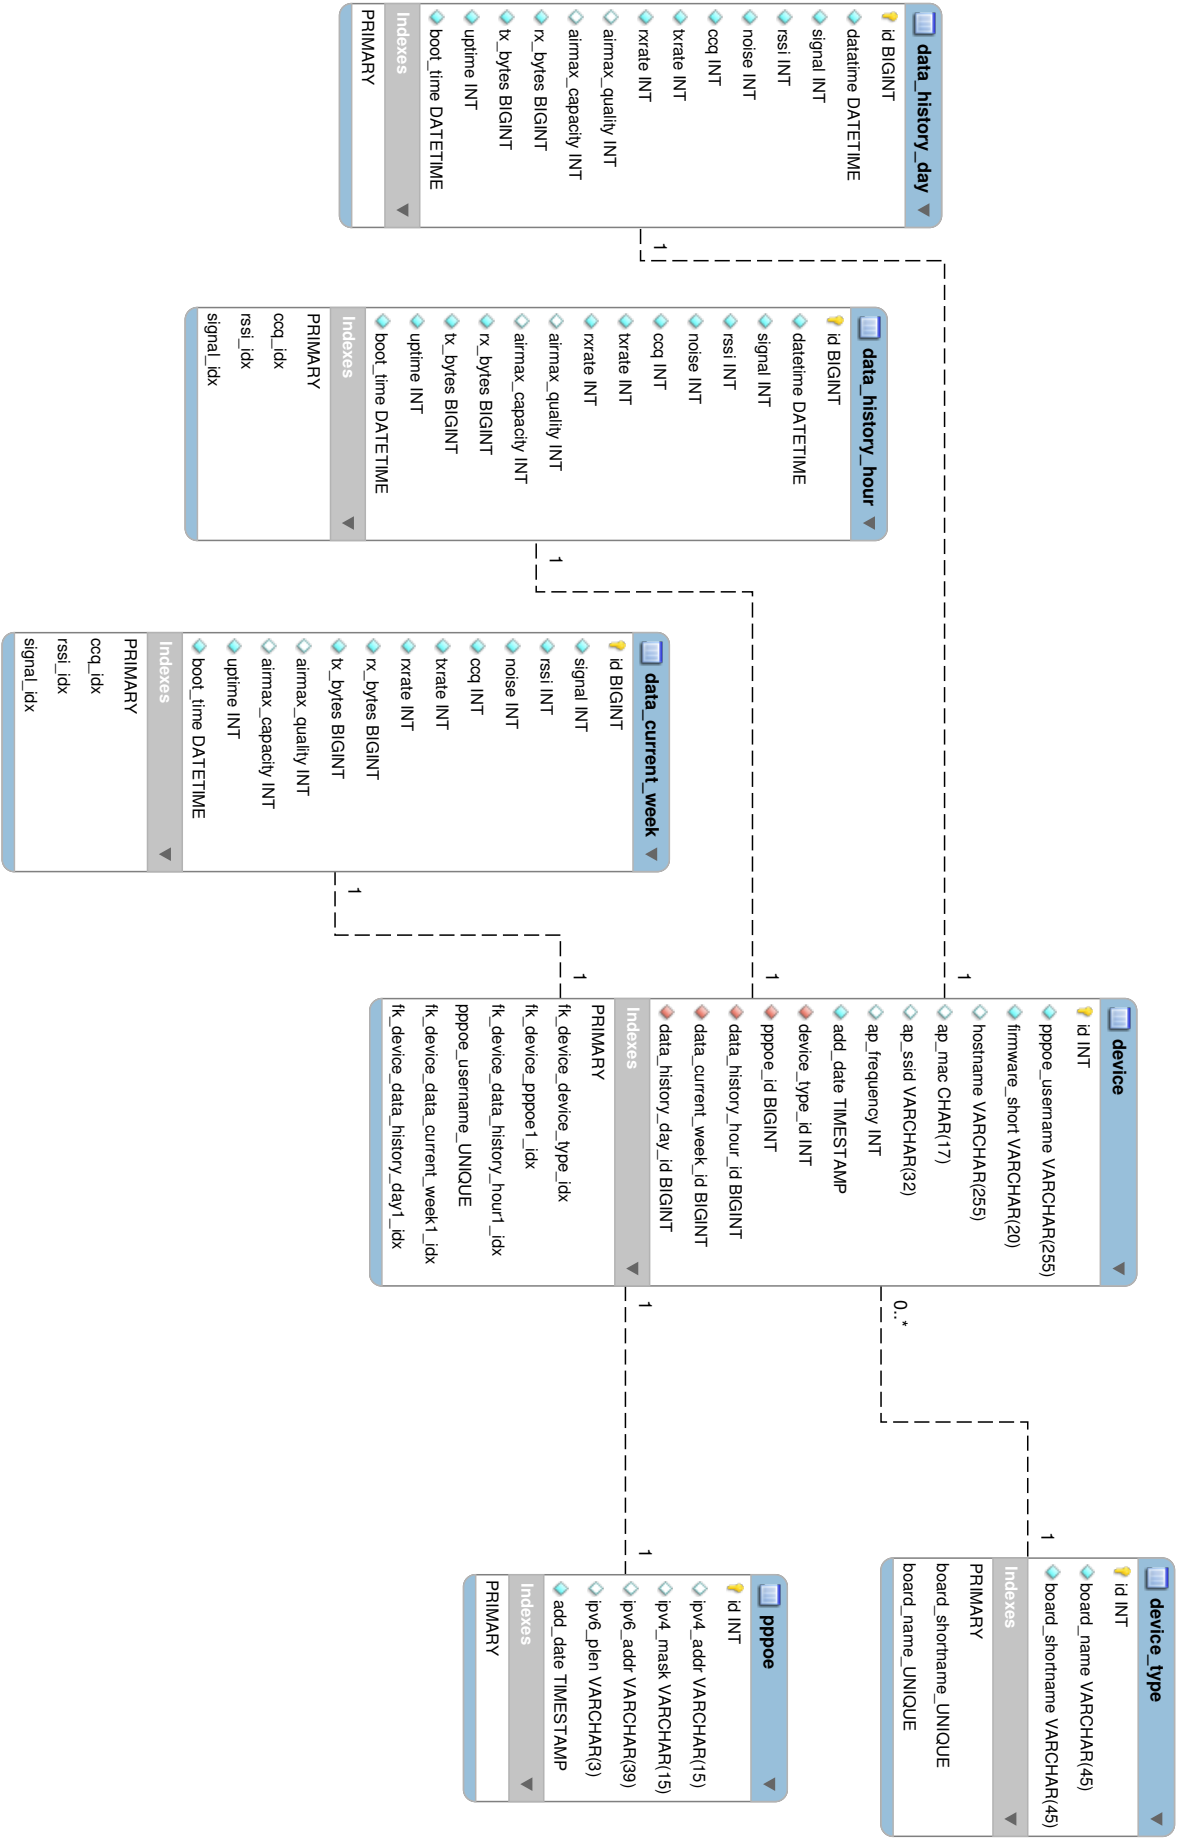 data_history_day
id BIGINT
datatime DATETIME
signal INT
rssi INT
noise INT
ccq INT
txrate INT
rxrate INT
airmax_quality INT
airmax_capacity INT
rx_bytes BIGINT
tx_bytes BIGINT
uptime INT
boot_time DATETIME
Indexes
PRIMARY
1
1
data_history_hour
id BIGINT
datetime DATETIME
signal INT
rssi INT
noise INT
ccq INT
txrate INT
rxrate INT
airmax_quality INT
airmax_capacity INT
rx_bytes BIGINT
tx_bytes BIGINT
uptime INT
boot_time DATETIME
Indexes
PRIMARY
ccq_idx
rssi_idx
signal_idx
1
1
data_current_week
id BIGINT
signal INT
rssi INT
noise INT
ccq INT
txrate INT
rxrate INT
rx_bytes BIGINT
tx_bytes BIGINT
airmax_quality INT
airmax_capacity INT
uptime INT
boot_time DATETIME
Indexes
PRIMARY
ccq_idx
rssi_idx
signal_idx
1
1
device
id INT
pppoe_username VARCHAR(255)
firmware_short VARCHAR(20)
hostname VARCHAR(255)
ap_mac CHAR(17)
ap_ssid VARCHAR(32)
ap_frequency INT
add_date TIMESTAMP
device_type_id INT
pppoe_id BIGINT
data_history_hour_id BIGINT
data_current_week_id BIGINT
data_history_day_id BIGINT
Indexes
PRIMARY
fk_device_device_type_idx
fk_device_pppoe1_idx
fk_device_data_history_hour1_idx
pppoe_username_UNIQUE
fk_device_data_current_week1_idx
fk_device_data_history_day1_idx
0..*
1
1
1
device_type
id INT
board_name VARCHAR(45)
board_shortname VARCHAR(45)
Indexes
PRIMARY
board_shortname_UNIQUE
board_name_UNIQUE
pppoe
id INT
ipv4_addr VARCHAR(15)
ipv4_mask VARCHAR(15)
ipv6_addr VARCHAR(39)
ipv6_plen VARCHAR(3)
add_date TIMESTAMP
Indexes
PRIMARY